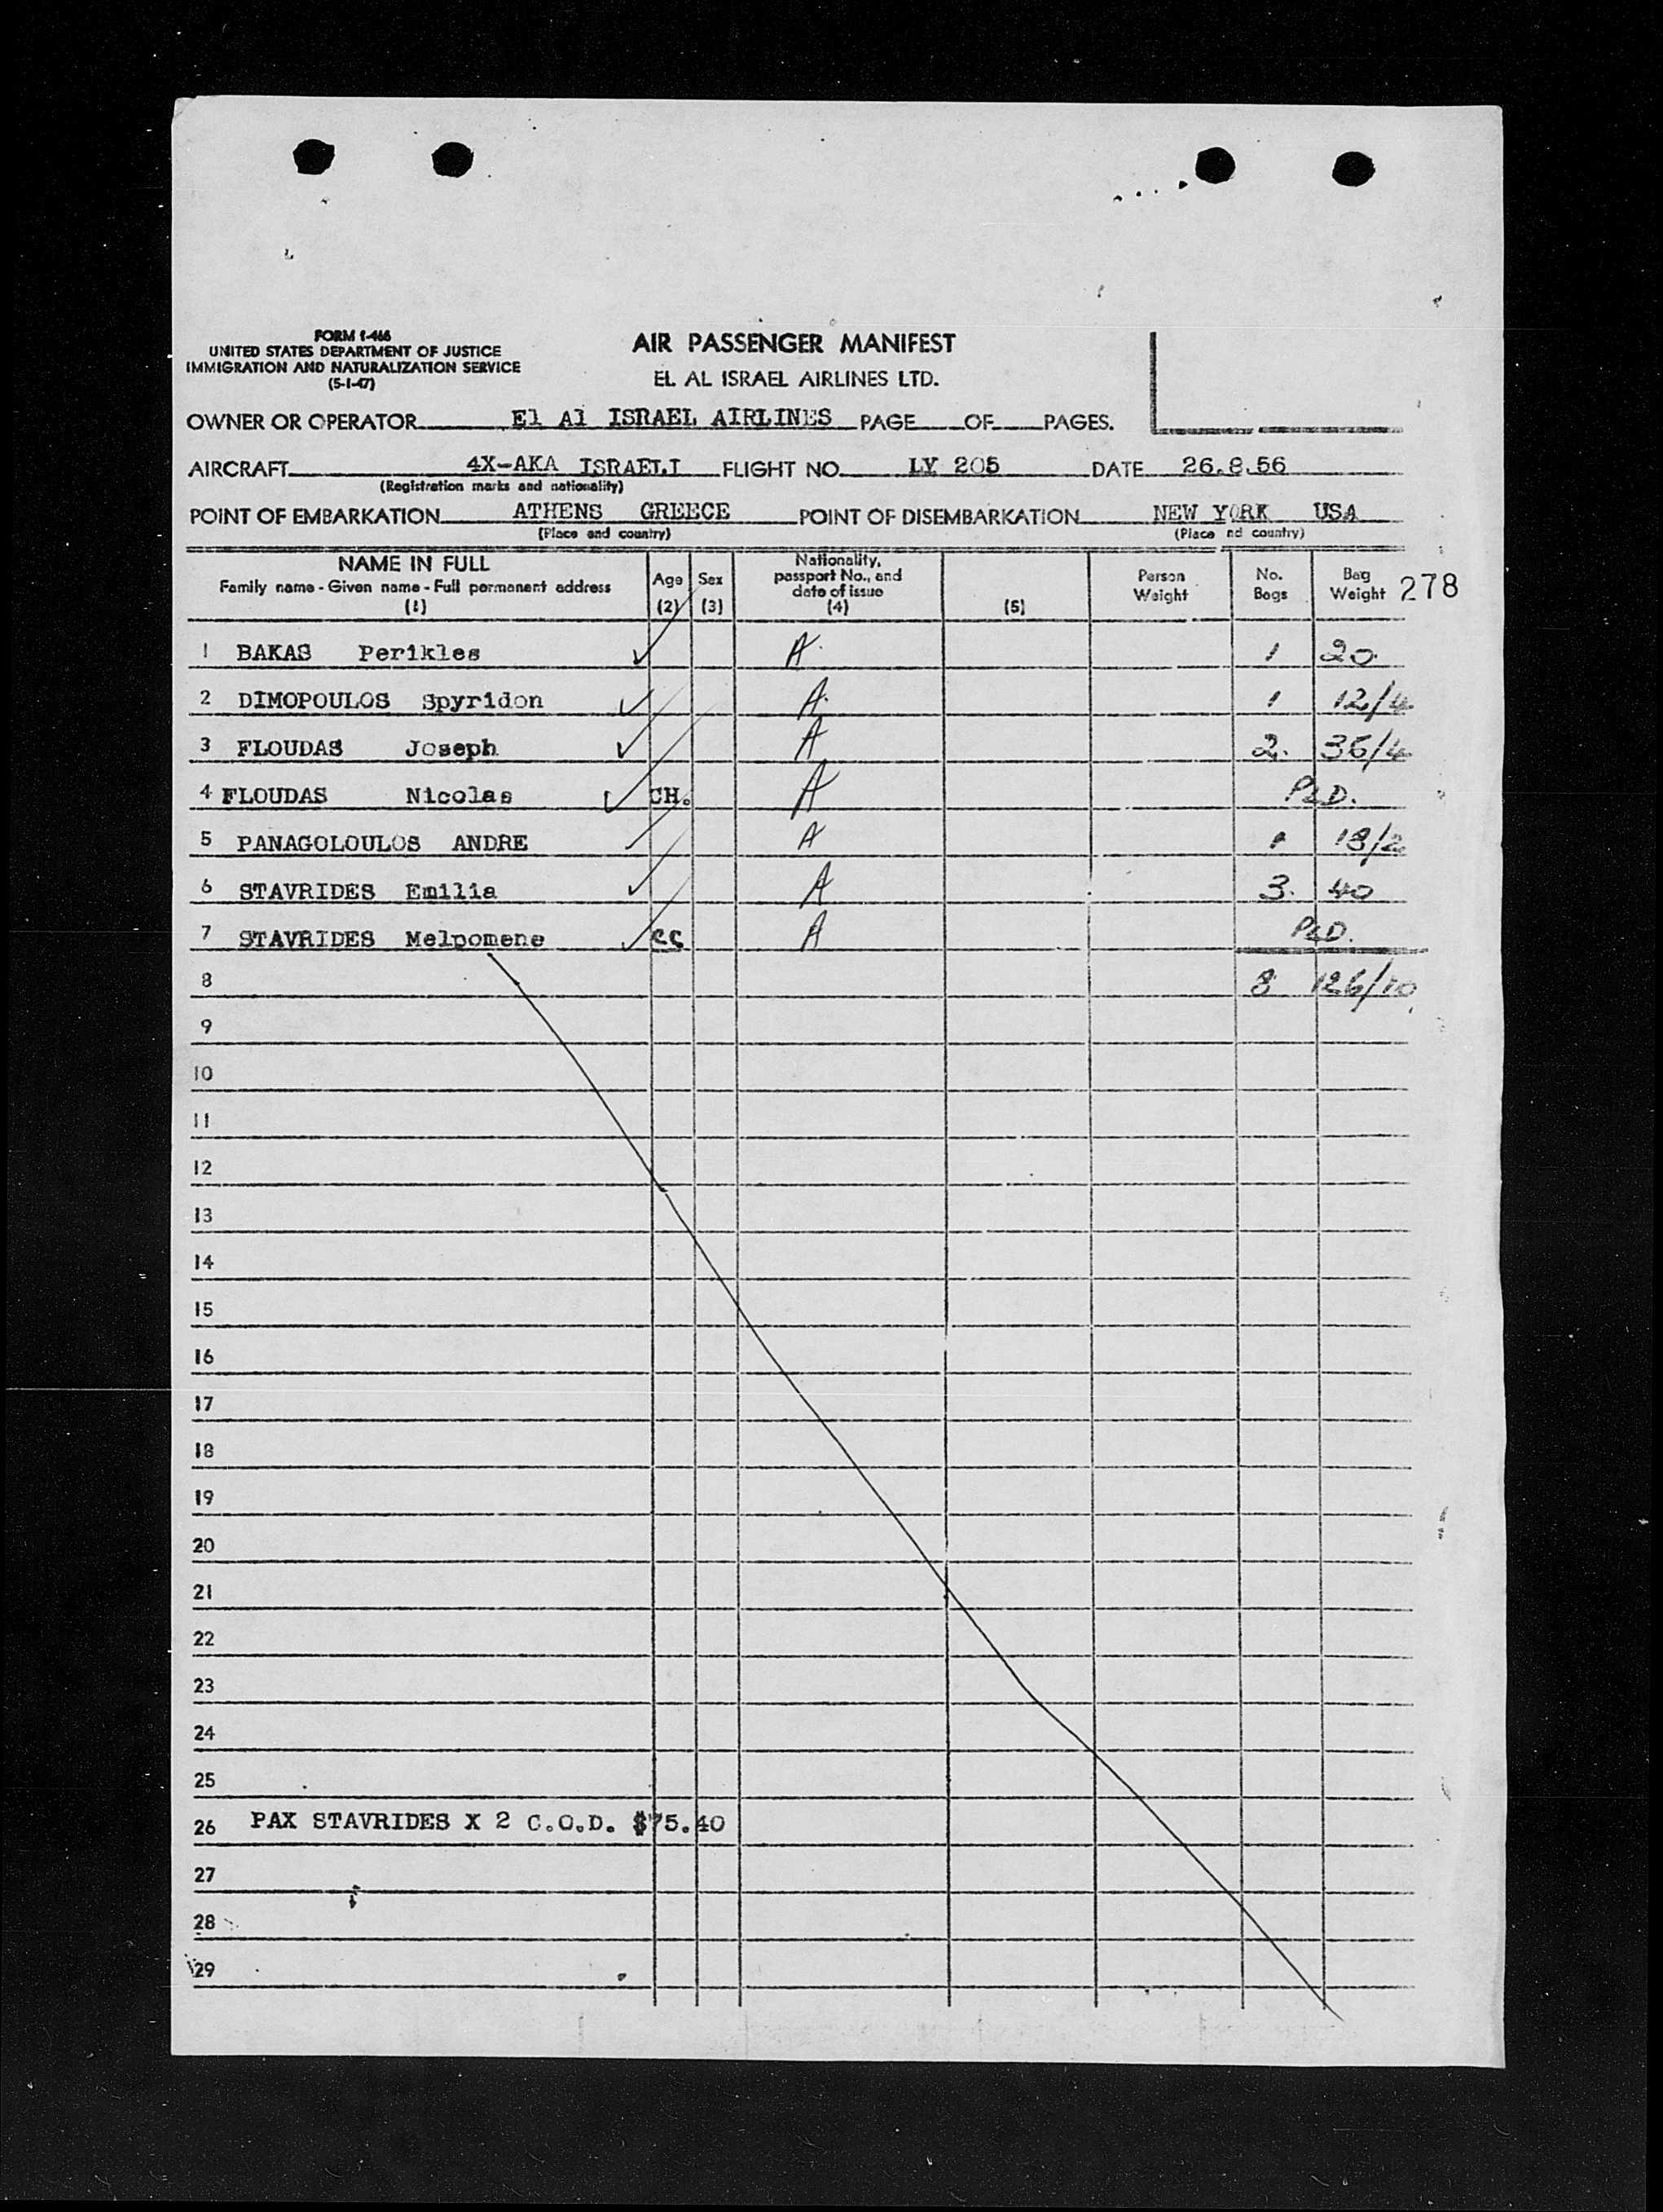 FORM I-466
UNITED STATES DEPARTMENT OF JUSTICE
IMMIGRATION AND NATURALIZATION SERVICE
(5-1-47)
AIR PASSENGER MANIFEST
EL AL ISRAEL AIRLINES LTD.
OWNER OR OPERATOR El Al ISRAEL AIRLINES PAGE OF PAGES.
AIRCRAFT 4X-AKA ISRAELI FLIGHT NO. LY 205 DATE 26.8.56
(Registration marks and nationality)
POINT OF EMBARKATION ATHENS GREECE POINT OF DISEMBARKATION NEW YORK USA
(Place and country) (Place nd country)
NAME IN FULL
Family name - Given name - Full permanent address
(1)
Age
(2)
Sex
(3)
Nationality,
passport No., and
date of issue
(4)
(5)
Person
Weight
No.
Bags
Bag
Weight
278
1 BAKAS Perikles A. 1 20
2 DIMOPOULOS Spyridon A. 1 12/4
3 FLOUDAS Joseph A 2. 36/4
4 FLOUDAS Nicolas CH. A P&D.
5 PANAGOLOULOS ANDRE A 1 18/2
6 STAVRIDES Emilia A 3. 40
7 STAVRIDES Melpomene A P&D.
8 8 126/10
9
10
11
12
13
14
15
16
17
18
19
20
21
22
23
24
25
26 PAX STAVRIDES X 2 C.O.D. $75.40
27
28
29